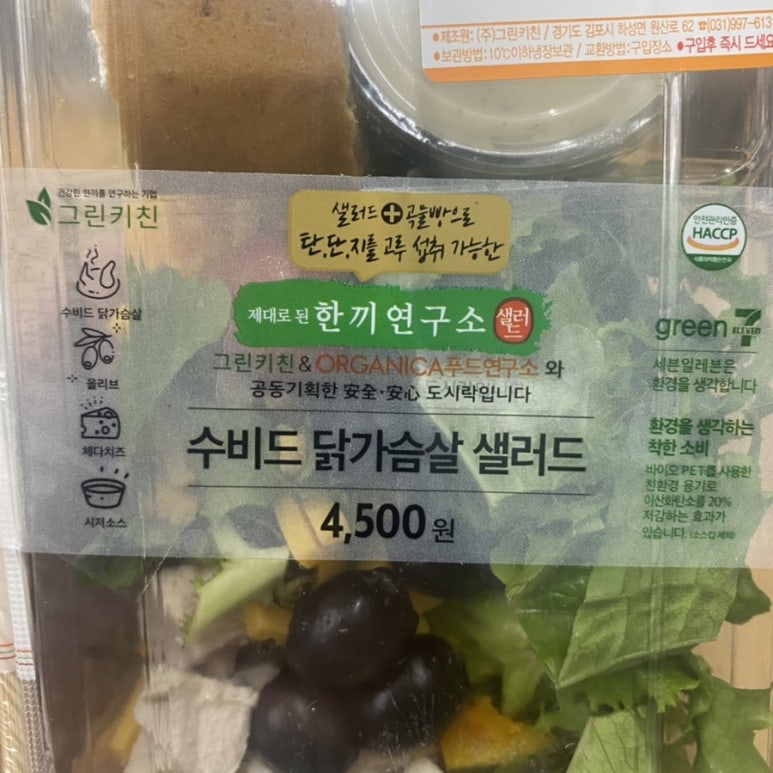 • 제조원: (주)그린키친 / 경기도 김포시 하성면 원산로 62 ☎(031)997-613
• 보관방법: 10℃이하냉장보관 / 교환방법: 구입장소 • 구입후 즉시 드세요
건강한 한끼를 연구하는 기업
그린키친
샐러드+곡물빵으로
탄,단,지를 고루 섭취 가능한
안전관리인증
HACCP
식품의약품안전처
수비드 닭가슴살
제대로 된 한끼연구소 샐러드
green 7
ELEVEN
올리브
그린키친&ORGANICA푸드연구소 와
공동기획한 安全·安心 도시락입니다
세븐일레븐은
환경을 생각합니다
체다치즈
수비드 닭가슴살 샐러드
환경을 생각하는
착한 소비
시저소스
4,500원
바이오 PET를 사용한
친환경 용기로
이산화탄소를 20%
저감하는 효과가
있습니다. (소스컵 제외)